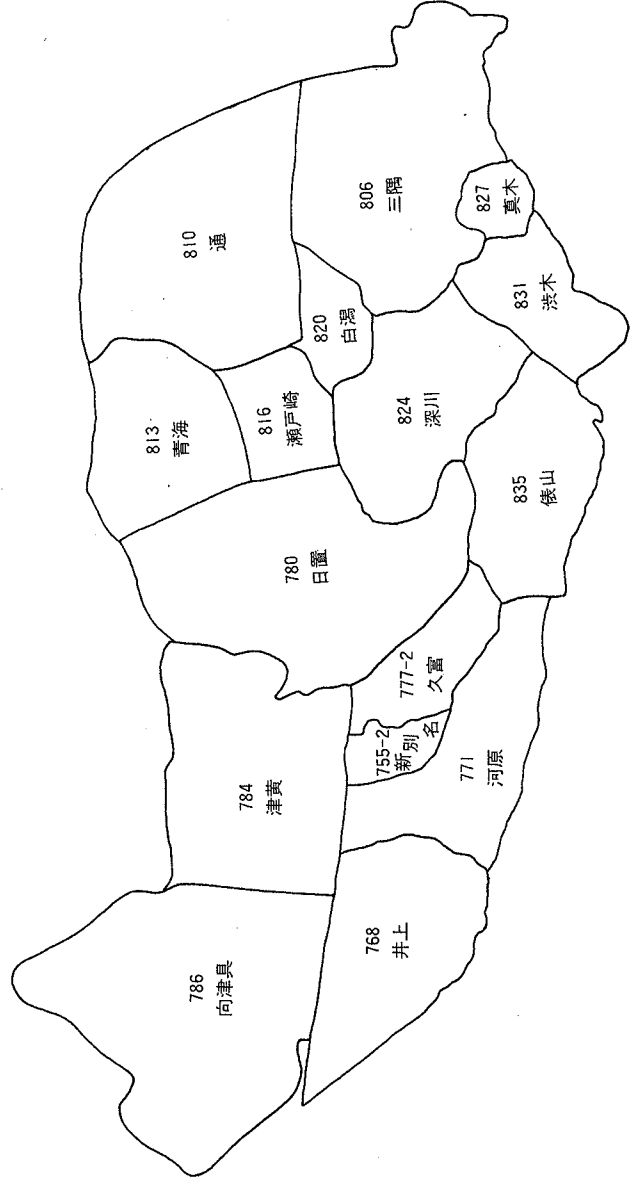 810
通
806
三隅
827
真木
831
渋木
820
白潟
813
青海
816
瀬戸崎
824
深川
835
俵山
780
日置
777-2
久富
755-2
新別名
771
河原
784
津黄
768
井上
786
向津具